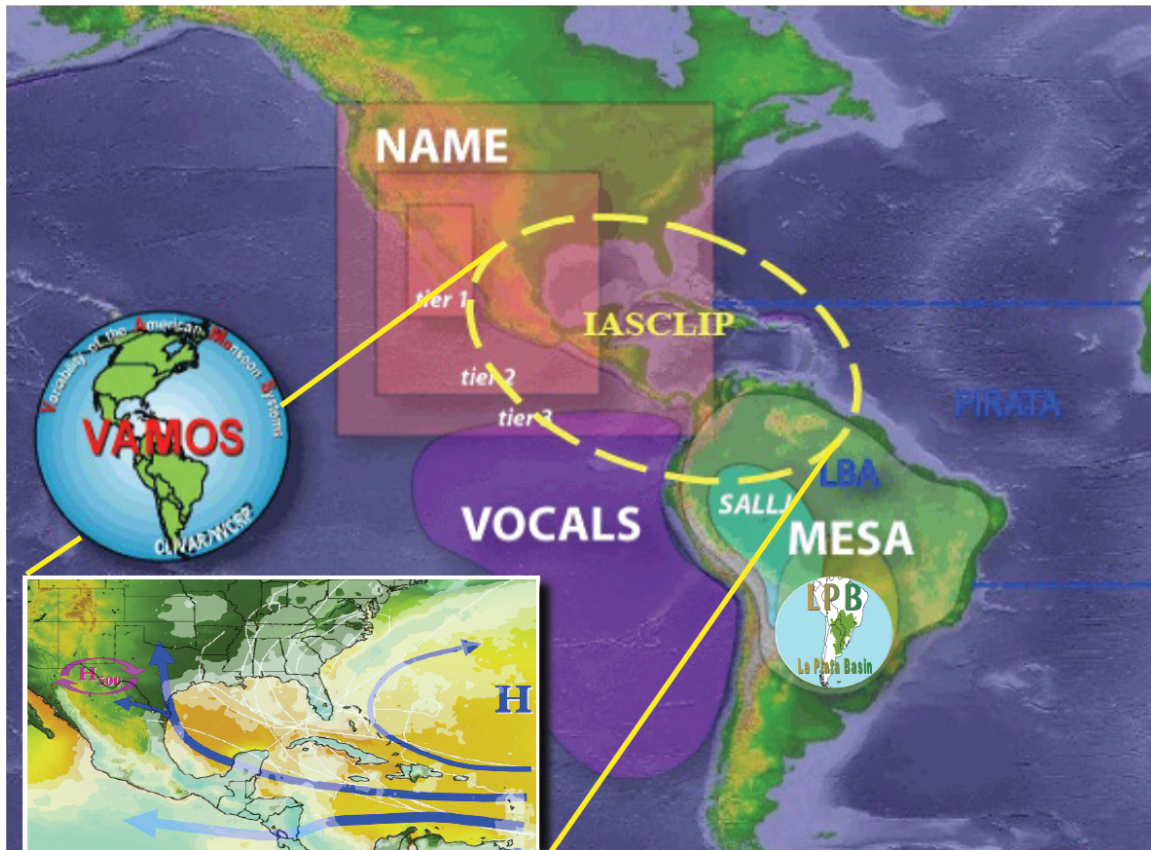 NAME
tier 1
IASCLIP
tier 2
PIRATA
tier 3
Variability of the American Monsoon Systems
VAMOS
CLIVAR/WCRP
LBA
SALLJ
VOCALS
MESA
LPB
La Plata Basin
H500
H